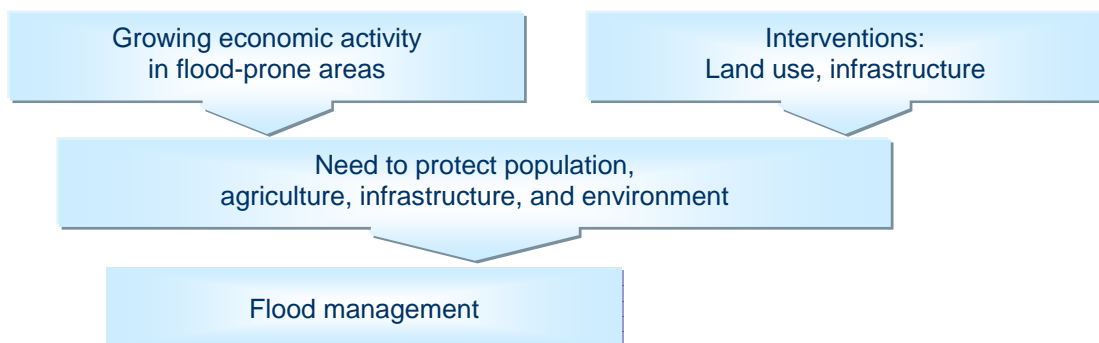 Growing economic activity
in flood-prone areas
Interventions:
Land use, infrastructure
Need to protect population,
agriculture, infrastructure, and environment
Flood management